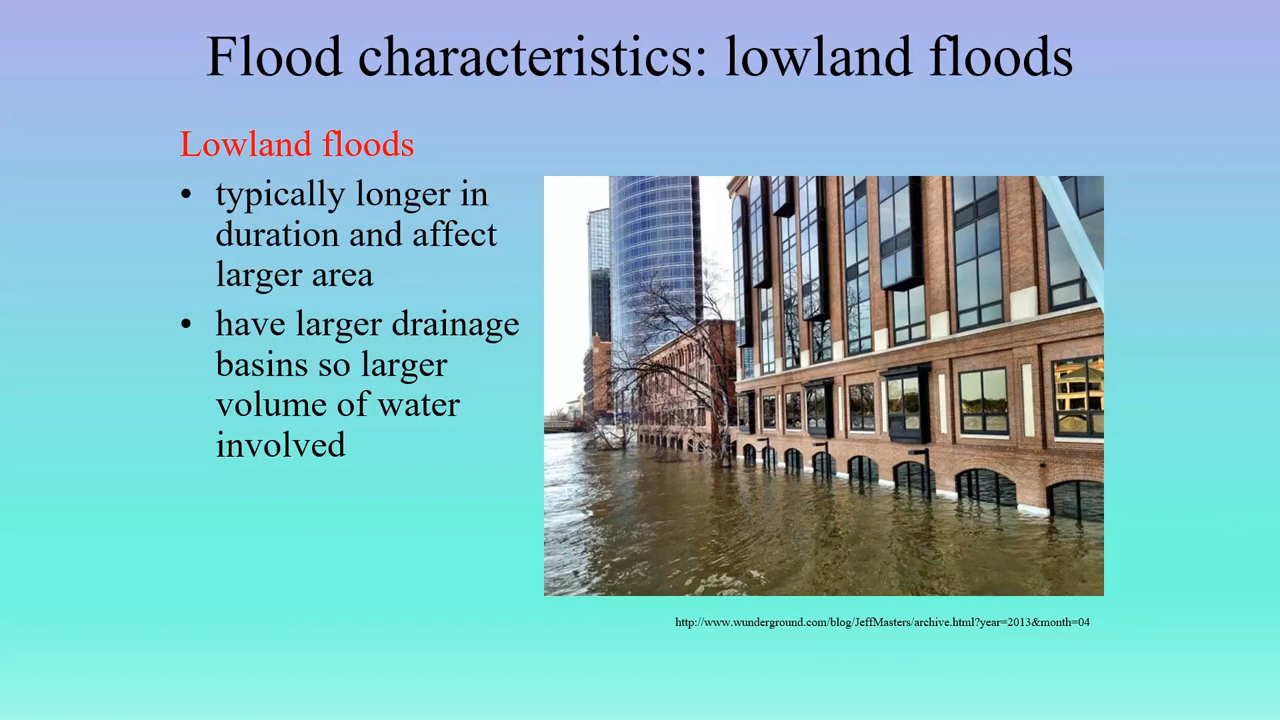 Flood characteristics: lowland floods
Lowland floods
• typically longer in
duration and affect
larger area
• have larger drainage
basins so larger
volume of water
involved
http://www.wunderground.com/blog/JeffMasters/archive.html?year=2013&month=04